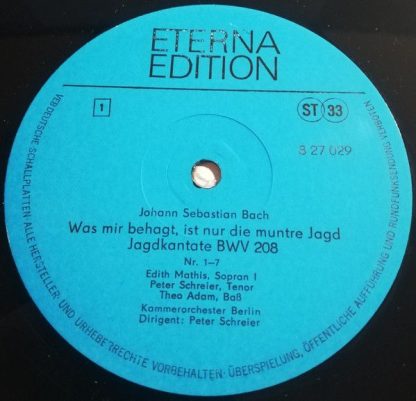 ETERNA
EDITION
1
ST 33
8 27 029
Johann Sebastian Bach
Was mir behagt, ist nur die muntre Jagd
Jagdkantate BWV 208
Nr. 1–7
Edith Mathis, Sopran I
Peter Schreier, Tenor
Theo Adam, Baß
Kammerorchester Berlin
Dirigent: Peter Schreier
VEB DEUTSCHE SCHALLPLATTEN ALLE HERSTELLER- UND URHEBERRECHTE VORBEHALTEN · ÜBERSPIELUNG, ÖFFENTLICHE AUFFÜHRUNG UND RUNDFUNKSENDUNG VERBOTEN